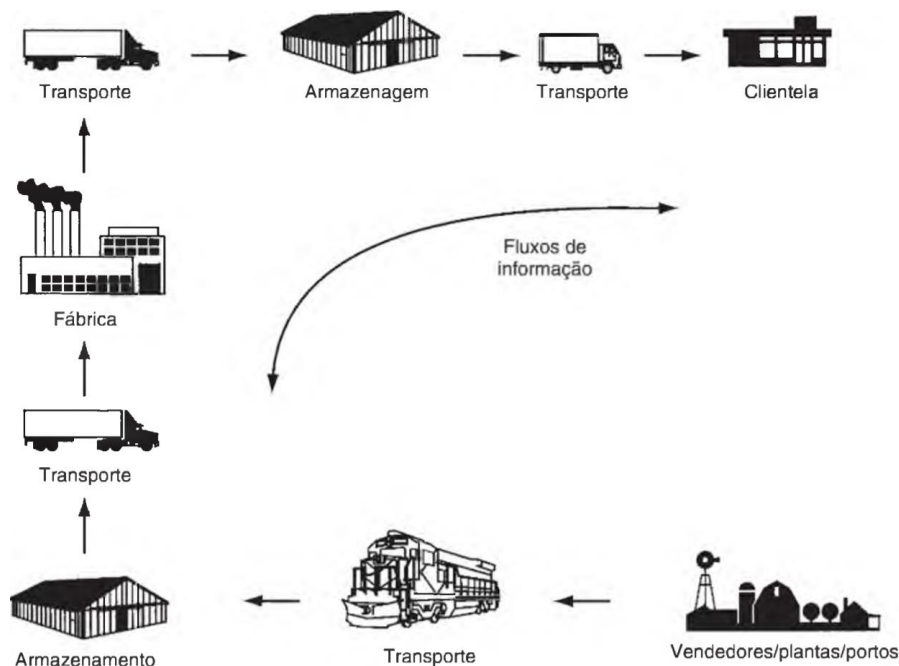 Transporte
Armazenagem
Transporte
Clientela
Fluxos de
informação
Fábrica
Transporte
Armazenamento
Transporte
Vendedores/plantas/portos